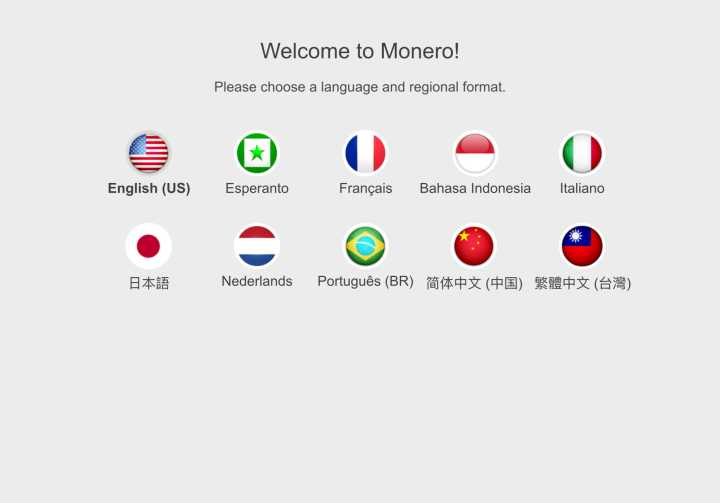 Welcome to Monero!
Please choose a language and regional format.
English (US)
Esperanto
Français
Bahasa Indonesia
Italiano
日本語
Nederlands
Português (BR)
简体中文 (中国)
繁體中文 (台灣)